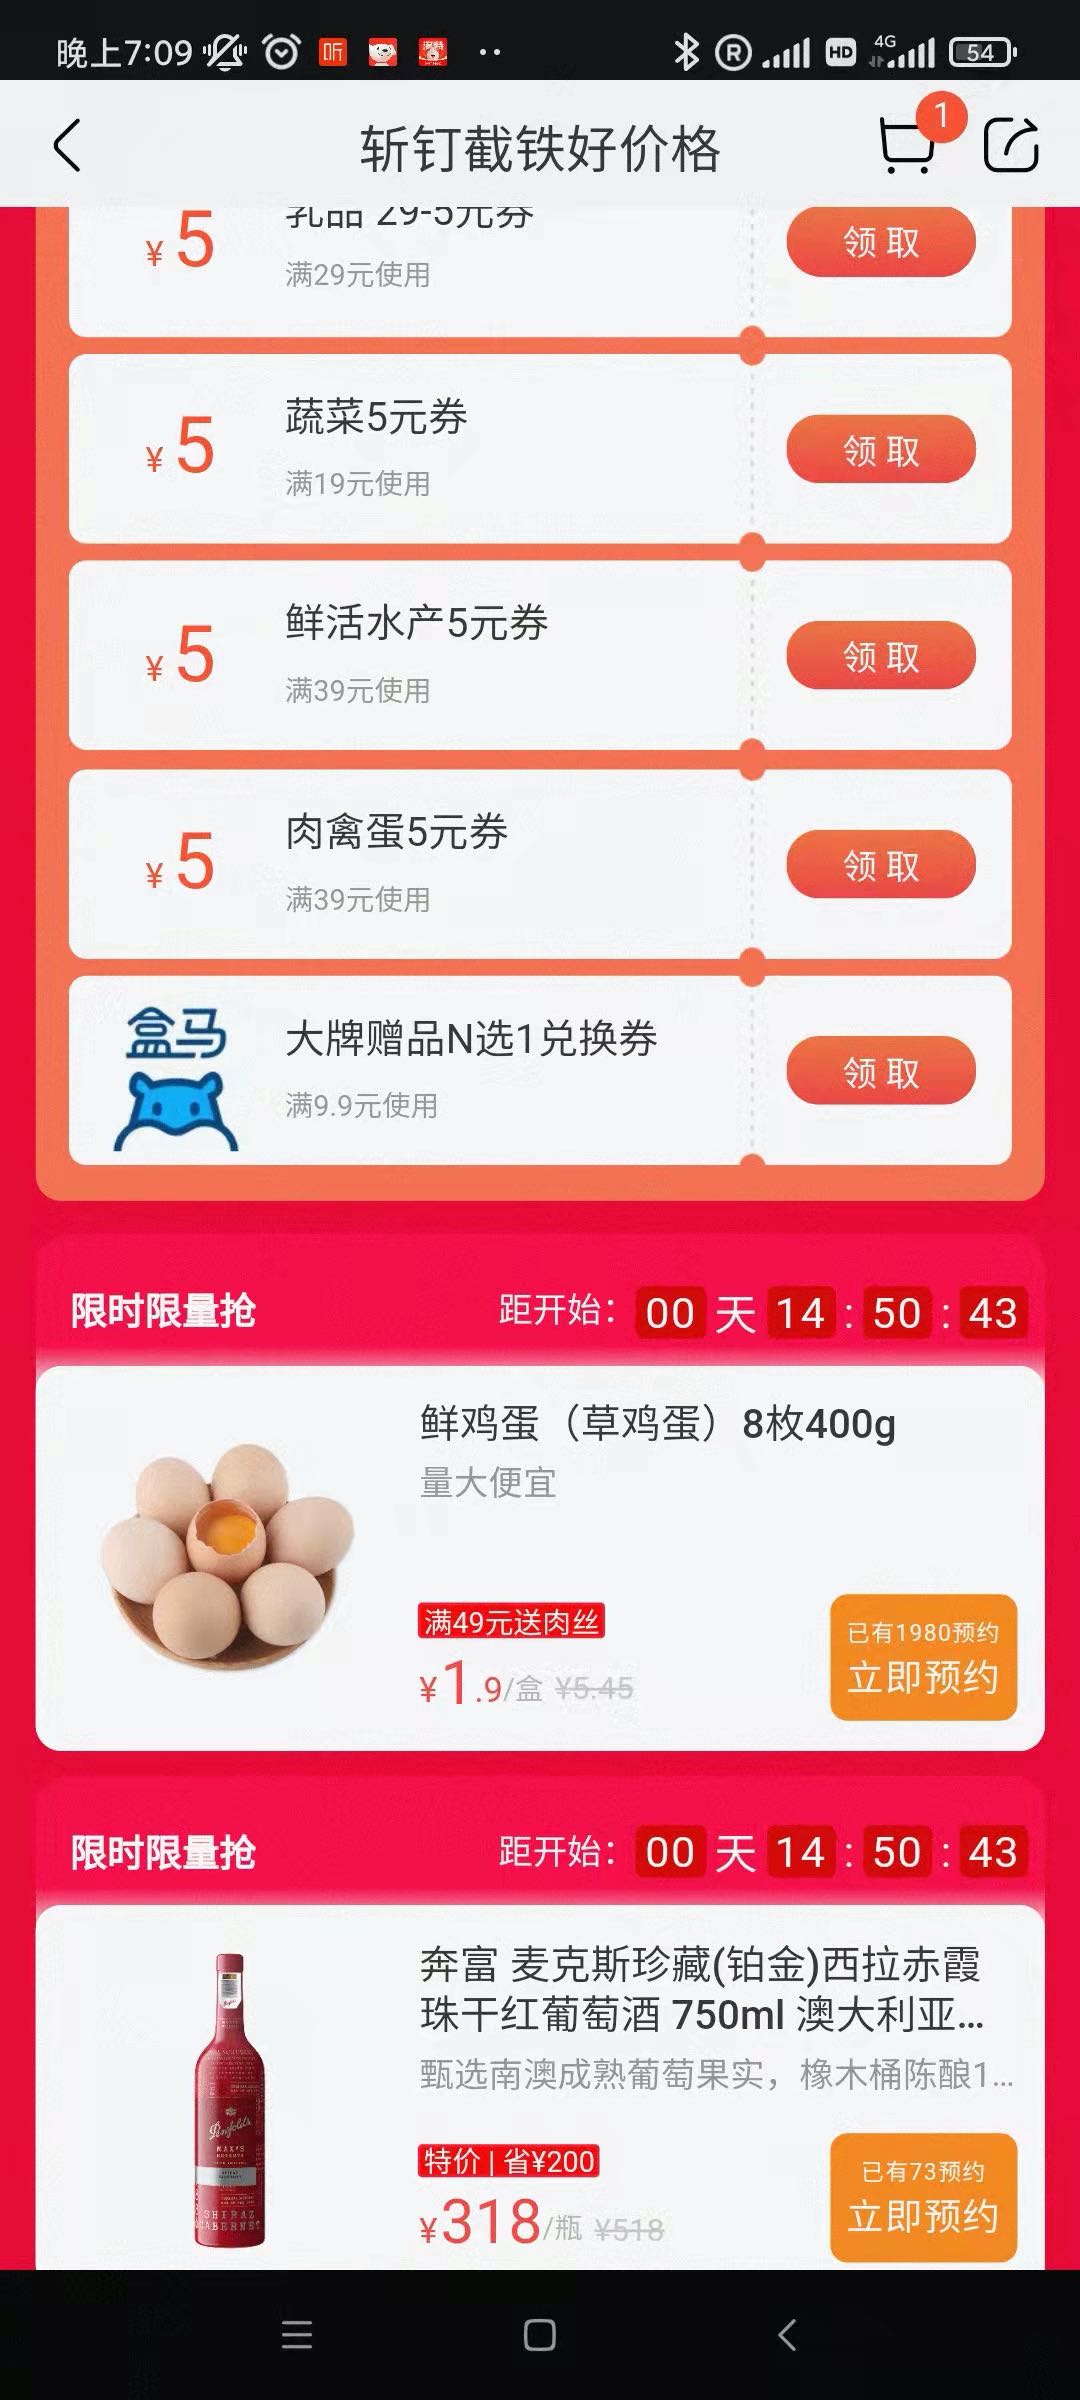 晚上7:09
听
R
HD
4G
54
斩钉截铁好价格
1
乳品 29-5元券
¥5
满29元使用
领取
蔬菜5元券
¥5
满19元使用
领取
鲜活水产5元券
¥5
满39元使用
领取
肉禽蛋5元券
¥5
满39元使用
领取
盒马
大牌赠品N选1兑换券
满9.9元使用
领取
限时限量抢
距开始: 00 天 14 : 50 : 43
鲜鸡蛋（草鸡蛋）8枚400g
量大便宜
满49元送肉丝
¥1.9/盒 ¥5.45
已有1980预约
立即预约
限时限量抢
距开始: 00 天 14 : 50 : 43
奔富 麦克斯珍藏(铂金)西拉赤霞
珠干红葡萄酒 750ml 澳大利亚...
甄选南澳成熟葡萄果实，橡木桶陈酿1...
Penfolds
MAX'S
SHIRAZ
CABERNET
特价 | 省¥200
¥318/瓶 ¥518
已有73预约
立即预约